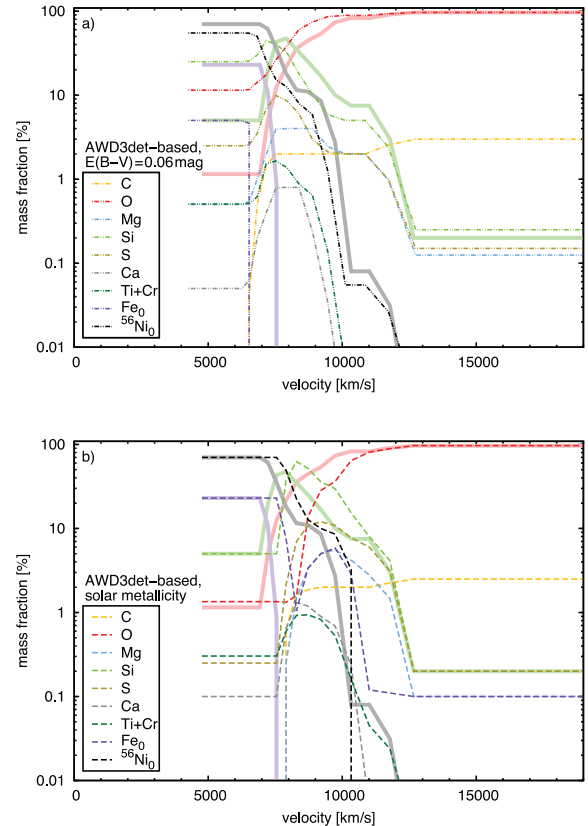 a)
mass fraction [%]
100
10
1
0.1
0.01
AWD3det-based,
E(B-V)=0.06mag
C
O
Mg
Si
S
Ca
Ti+Cr
Fe₀
⁵⁶Ni₀
0
5000
10000
15000
velocity [km/s]
b)
mass fraction [%]
100
10
1
0.1
0.01
AWD3det-based,
solar metallicity
C
O
Mg
Si
S
Ca
Ti+Cr
Fe₀
⁵⁶Ni₀
0
5000
10000
15000
velocity [km/s]